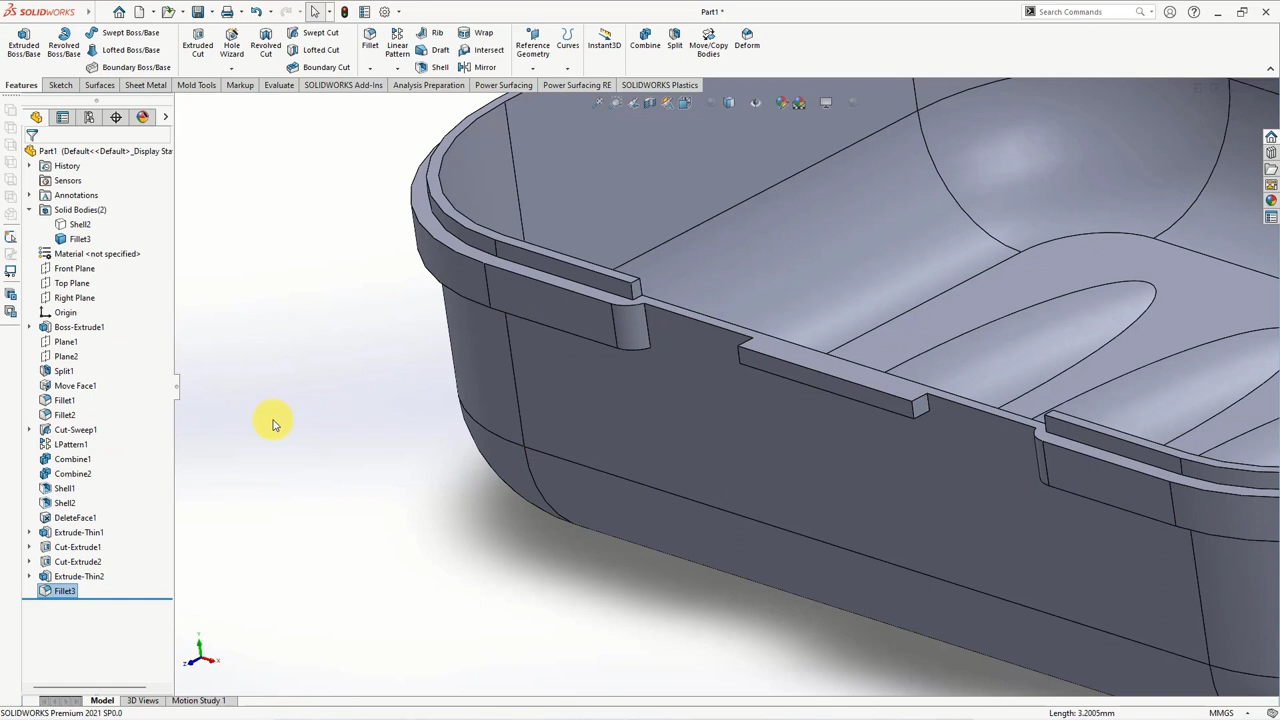 SOLIDWORKS
Part1 *
Search Commands
Extruded Boss/Base
Revolved Boss/Base
Swept Boss/Base
Lofted Boss/Base
Boundary Boss/Base
Extruded Cut
Hole Wizard
Revolved Cut
Swept Cut
Lofted Cut
Boundary Cut
Fillet
Linear Pattern
Rib
Draft
Shell
Wrap
Intersect
Mirror
Reference Geometry
Curves
Instant3D
Combine
Split
Move/Copy Bodies
Deform
Features
Sketch
Surfaces
Sheet Metal
Mold Tools
Markup
Evaluate
SOLIDWORKS Add-Ins
Analysis Preparation
Power Surfacing
Power Surfacing RE
SOLIDWORKS Plastics
Part1 (Default<<Default>_Display Sta
History
Sensors
Annotations
Solid Bodies(2)
Shell2
Fillet3
Material <not specified>
Front Plane
Top Plane
Right Plane
Origin
Boss-Extrude1
Plane1
Plane2
Split1
Move Face1
Fillet1
Fillet2
Cut-Sweep1
LPattern1
Combine1
Combine2
Shell1
Shell2
DeleteFace1
Extrude-Thin1
Cut-Extrude1
Cut-Extrude2
Extrude-Thin2
Fillet3
Y
Z
X
Model
3D Views
Motion Study 1
SOLIDWORKS Premium 2021 SP0.0
Length: 3.2005mm
MMGS